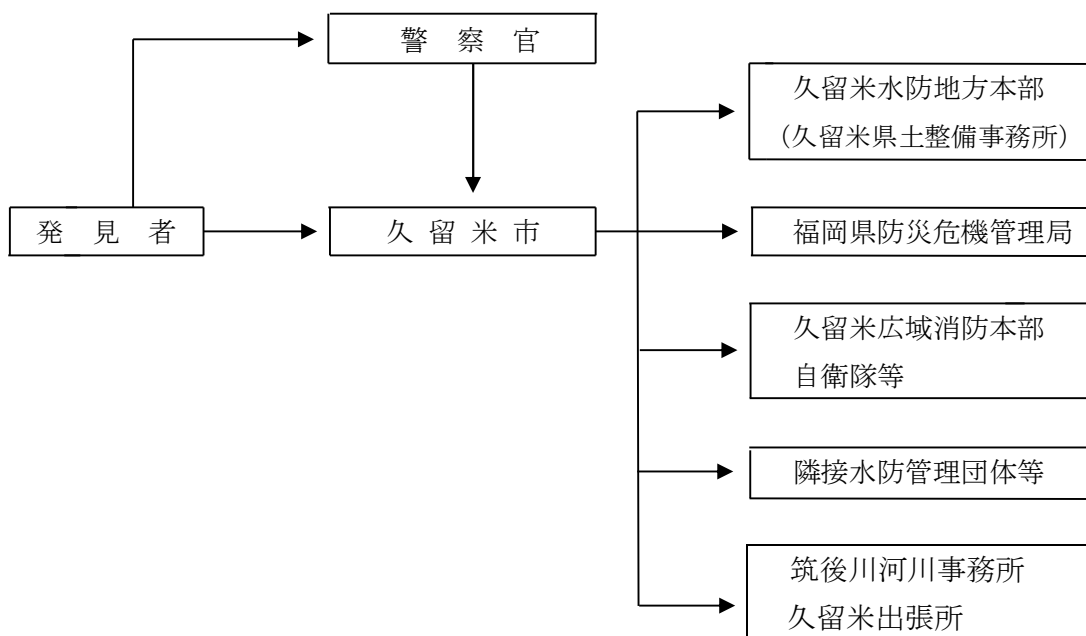 警察官
久留米水防地方本部
（久留米県土整備事務所）
発見者
久留米市
福岡県防災危機管理局
久留米広域消防本部
自衛隊等
隣接水防管理団体等
筑後川河川事務所
久留米出張所